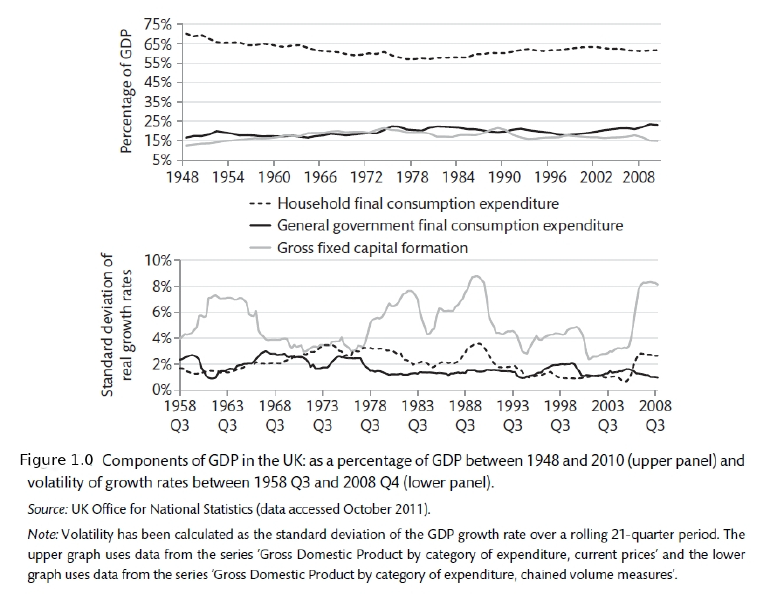 75%
65%
55%
45%
35%
25%
15%
5%
Percentage of GDP
1948 1954 1960 1966 1972 1978 1984 1990 1996 2002 2008
Household final consumption expenditure
General government final consumption expenditure
Gross fixed capital formation
10%
8%
6%
4%
2%
0%
Standard deviation of
real growth rates
1958 1963 1968 1973 1978 1983 1989 1993 1998 2003 2008
Q3 Q3 Q3 Q3 Q3 Q3 Q3 Q3 Q3 Q3 Q3
Figure 1.0 Components of GDP in the UK: as a percentage of GDP between 1948 and 2010 (upper panel) and
volatility of growth rates between 1958 Q3 and 2008 Q4 (lower panel).
Source: UK Office for National Statistics (data accessed October 2011).
Note: Volatility has been calculated as the standard deviation of the GDP growth rate over a rolling 21-quarter period. The
upper graph uses data from the series ‘Gross Domestic Product by category of expenditure, current prices’ and the lower
graph uses data from the series ‘Gross Domestic Product by category of expenditure, chained volume measures’.